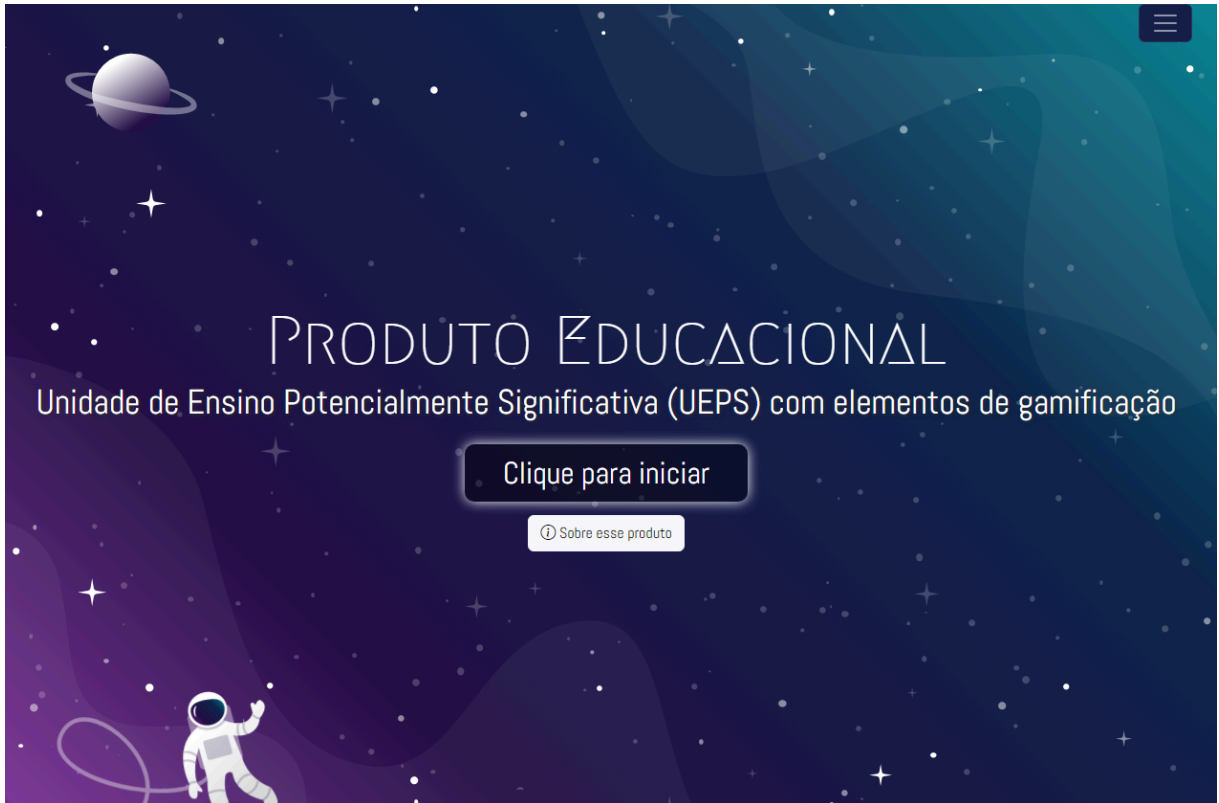 Produto Educacional
Unidade de Ensino Potencialmente Significativa (UEPS) com elementos de gamificação
Clique para iniciar
Sobre esse produto